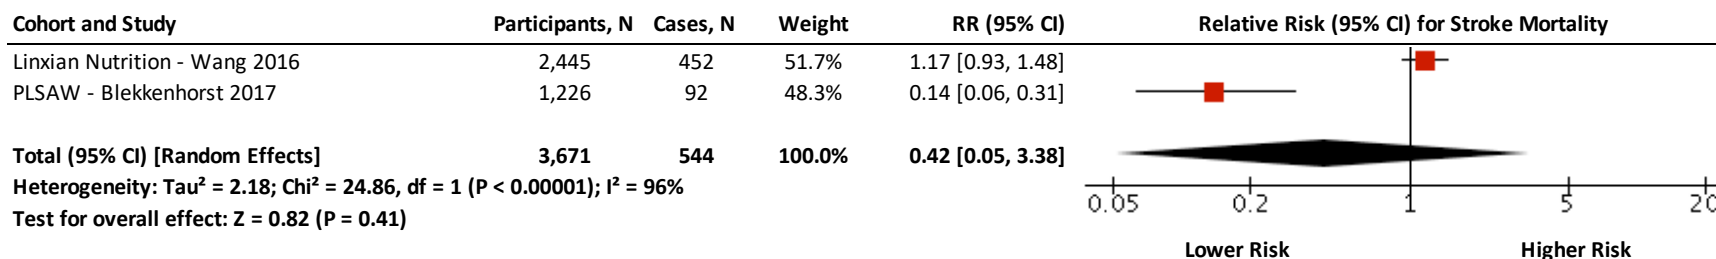 Cohort and Study Participants, N Cases, N Weight RR (95% CI) Relative Risk (95% CI) for Stroke Mortality
Linxian Nutrition - Wang 2016 2,445 452 51.7% 1.17 [0.93, 1.48]
PLSAW - Blekkenhorst 2017 1,226 92 48.3% 0.14 [0.06, 0.31]
Total (95% CI) [Random Effects] 3,671 544 100.0% 0.42 [0.05, 3.38]
Heterogeneity: Tau² = 2.18; Chi² = 24.86, df = 1 (P < 0.00001); I² = 96%
0.05 0.2 1 5 20
Test for overall effect: Z = 0.82 (P = 0.41)
Lower Risk Higher Risk